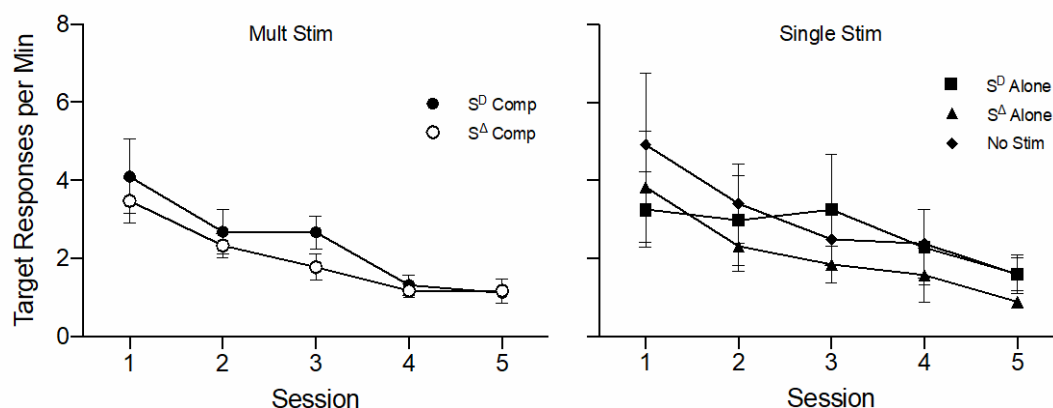 Mult Stim
Single Stim
Target Responses per Min
8
6
4
2
0
S^D Comp
S^Δ Comp
S^D Alone
S^Δ Alone
No Stim
1 2 3 4 5
1 2 3 4 5
Session
Session